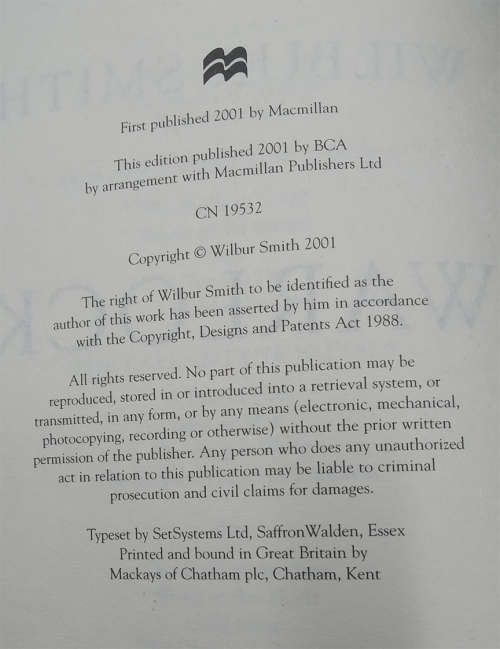 First published 2001 by Macmillan
This edition published 2001 by BCA
by arrangement with Macmillan Publishers Ltd
CN 19532
Copyright © Wilbur Smith 2001
The right of Wilbur Smith to be identified as the
author of this work has been asserted by him in accordance
with the Copyright, Designs and Patents Act 1988.
All rights reserved. No part of this publication may be
reproduced, stored in or introduced into a retrieval system, or
transmitted, in any form, or by any means (electronic, mechanical,
photocopying, recording or otherwise) without the prior written
permission of the publisher. Any person who does any unauthorized
act in relation to this publication may be liable to criminal
prosecution and civil claims for damages.
Typeset by SetSystems Ltd, SaffronWalden, Essex
Printed and bound in Great Britain by
Mackays of Chatham plc, Chatham, Kent